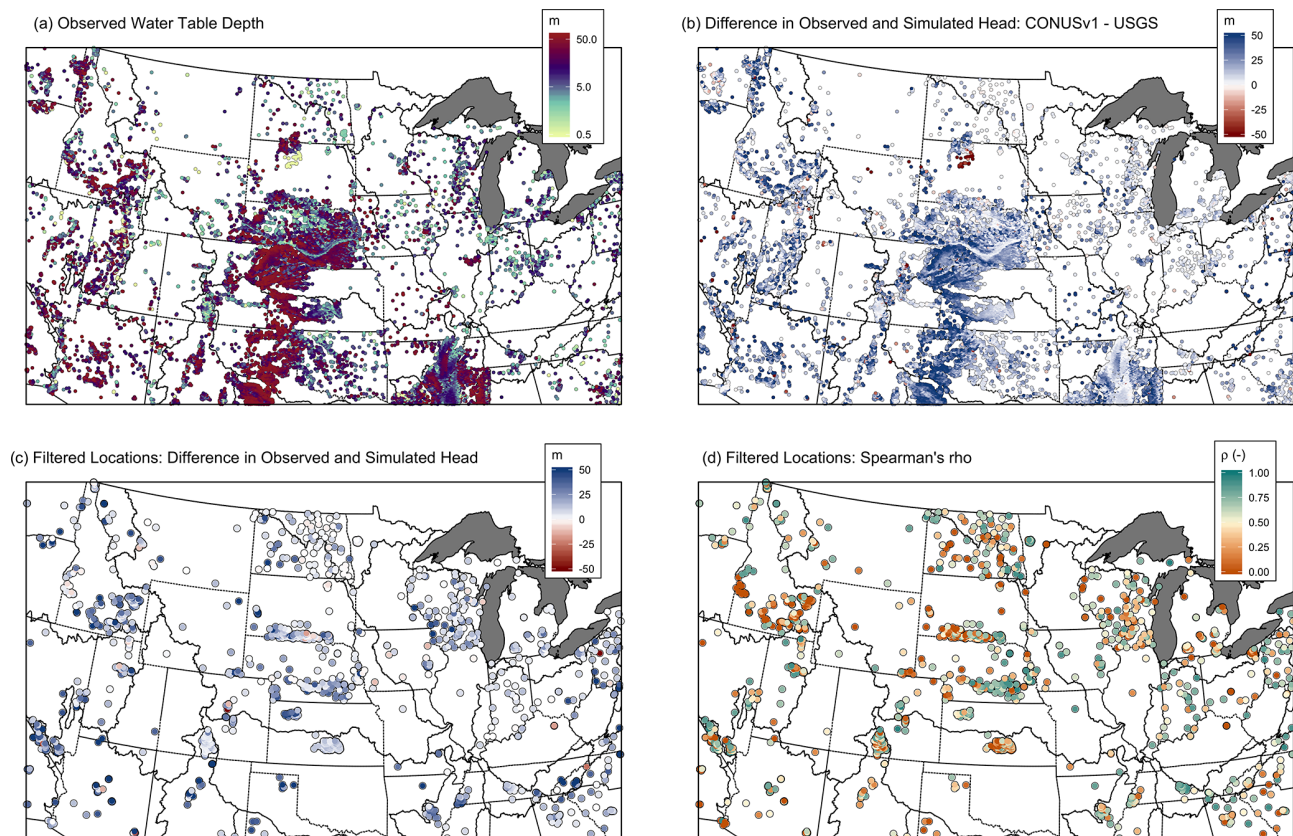 (a) Observed Water Table Depth
m
50.0
5.0
0.5
(b) Difference in Observed and Simulated Head: CONUSv1 - USGS
m
50
25
0
-25
-50
(c) Filtered Locations: Difference in Observed and Simulated Head
m
50
25
0
-25
-50
(d) Filtered Locations: Spearman's rho
ρ (-)
1.00
0.75
0.50
0.25
0.00